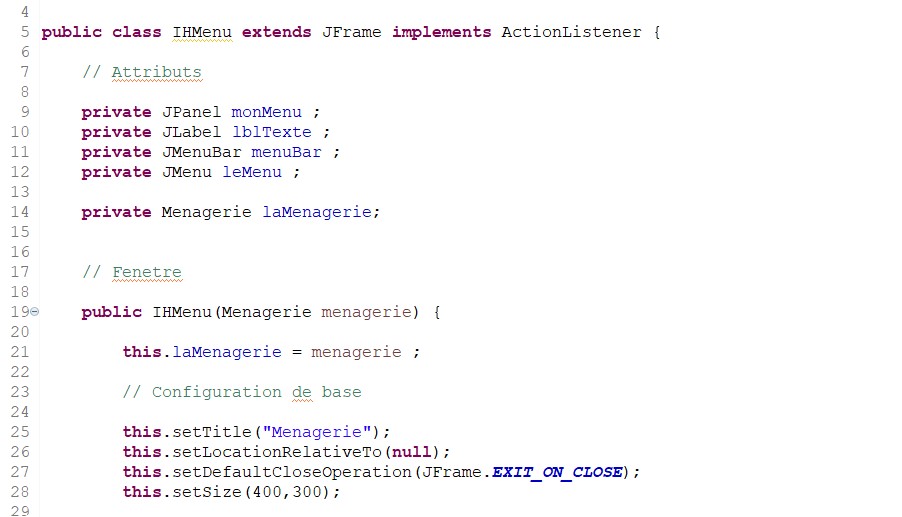 4
5 public class IHMenu extends JFrame implements ActionListener {
6
7 // Attributs
8
9 private JPanel monMenu ;
10 private JLabel lblTexte ;
11 private JMenuBar menuBar ;
12 private JMenu leMenu ;
13
14 private Menagerie laMenagerie;
15
16
17 // Fenetre
18
19 public IHMenu(Menagerie menagerie) {
20
21 this.laMenagerie = menagerie ;
22
23 // Configuration de base
24
25 this.setTitle("Menagerie");
26 this.setLocationRelativeTo(null);
27 this.setDefaultCloseOperation(JFrame.EXIT_ON_CLOSE);
28 this.setSize(400,300);
29